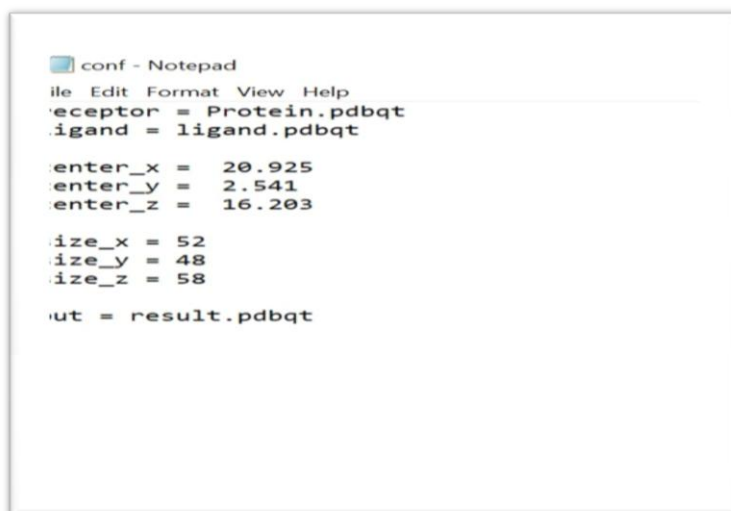 conf - Notepad
ile Edit Format View Help
eceptor = Protein.pdbqt
igand = ligand.pdbqt
enter_x = 20.925
enter_y = 2.541
enter_z = 16.203
ize_x = 52
ize_y = 48
ize_z = 58
ut = result.pdbqt